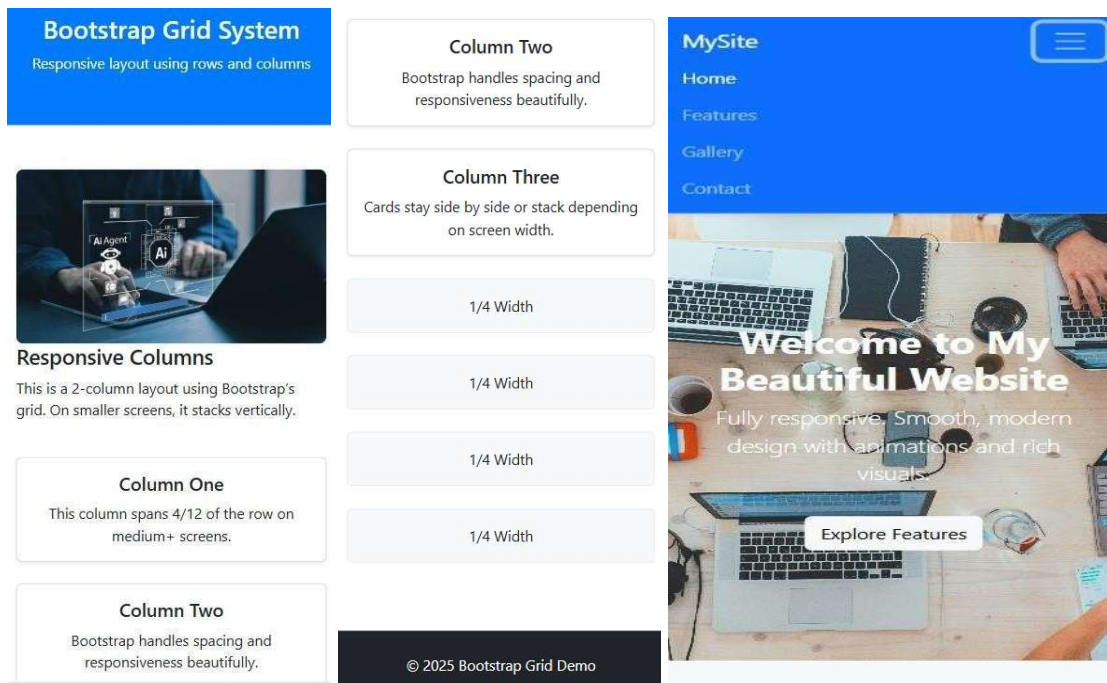 Bootstrap Grid System
Responsive layout using rows and columns
Ai Agent
Ai
Responsive Columns
This is a 2-column layout using Bootstrap's
grid. On smaller screens, it stacks vertically.
Column One
This column spans 4/12 of the row on
medium+ screens.
Column Two
Bootstrap handles spacing and
responsiveness beautifully.
Column Two
Bootstrap handles spacing and
responsiveness beautifully.
Column Three
Cards stay side by side or stack depending
on screen width.
1/4 Width
1/4 Width
1/4 Width
1/4 Width
© 2025 Bootstrap Grid Demo
MySite
Home
Features
Gallery
Contact
Welcome to My
Beautiful Website
Fully responsive. Smooth, modern
design with animations and rich
visuals.
Explore Features